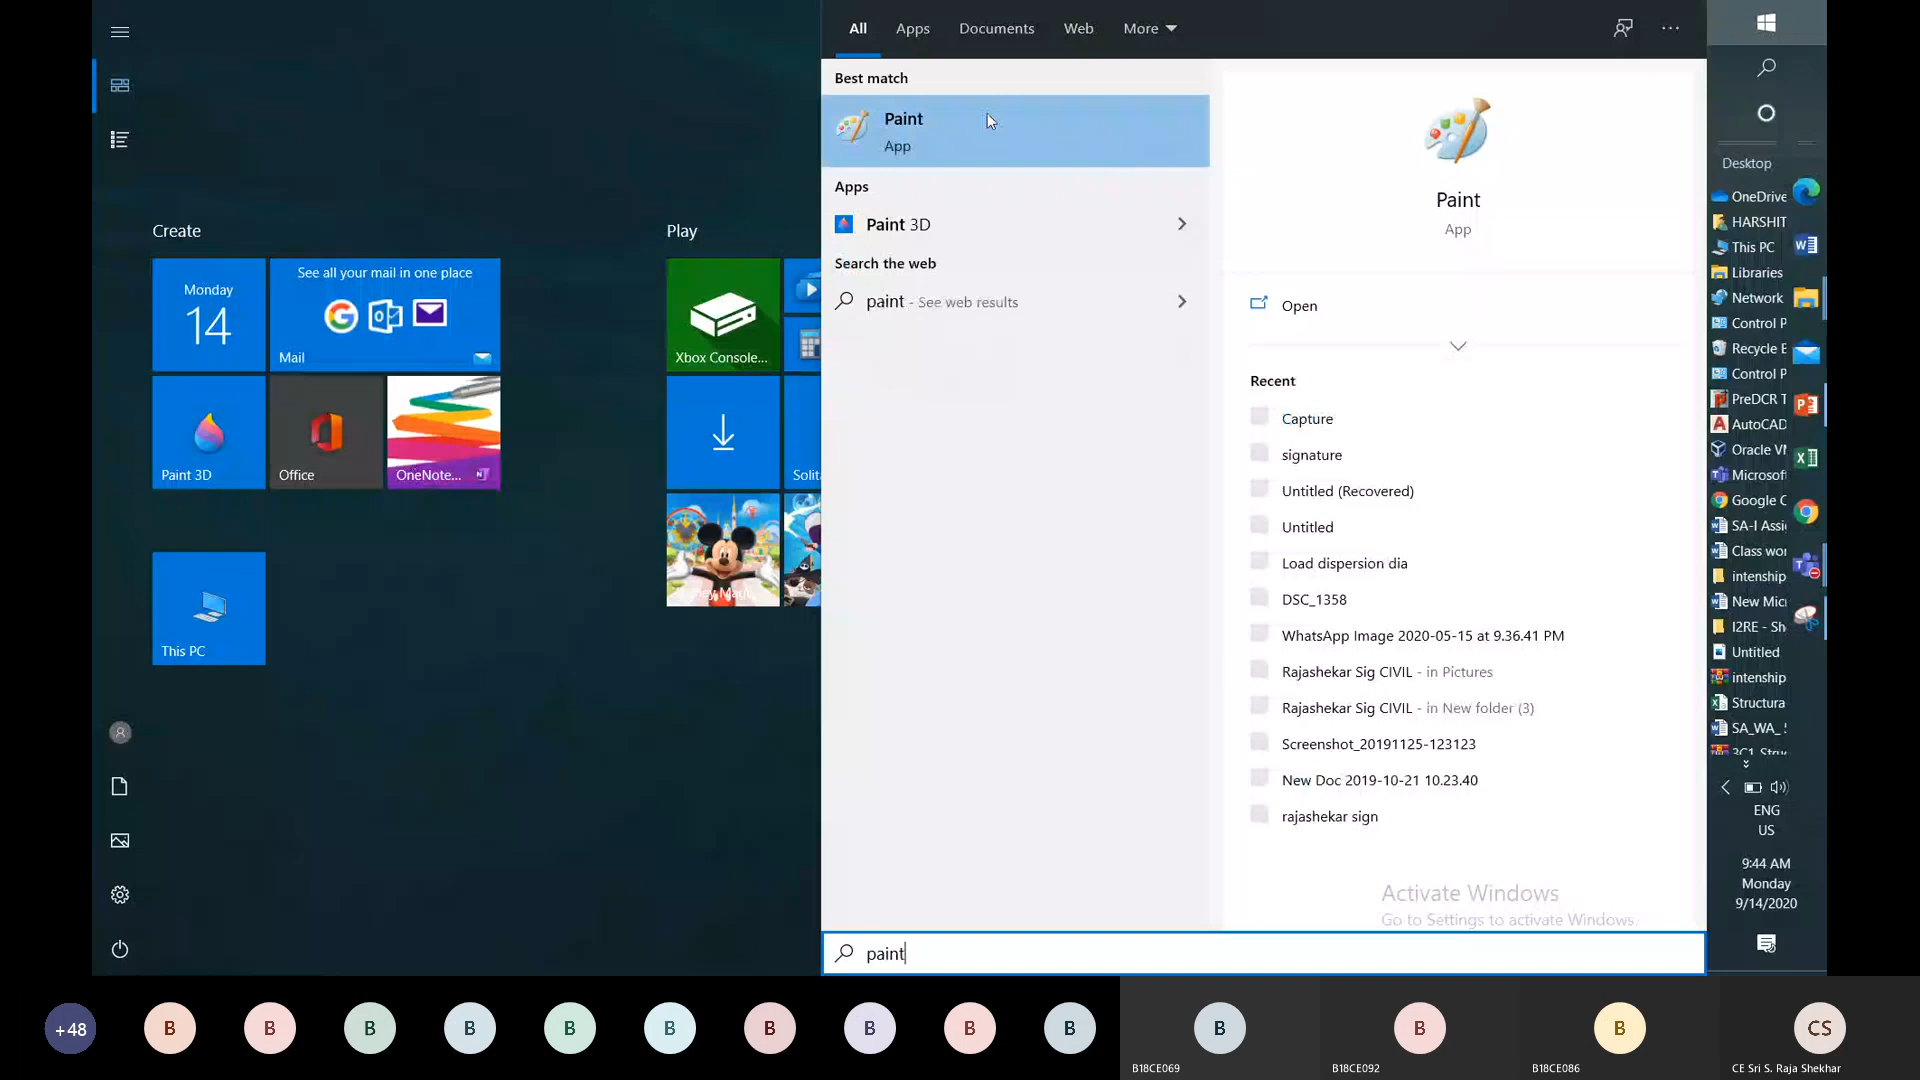 All Apps Documents Web More
Best match
Paint
App
Apps
Paint 3D
Search the web
paint - See web results
Paint
App
Open
Recent
Capture
signature
Untitled (Recovered)
Untitled
Load dispersion dia
DSC_1358
WhatsApp Image 2020-05-15 at 9.36.41 PM
Rajashekar Sig CIVIL - in Pictures
Rajashekar Sig CIVIL - in New folder (3)
Screenshot_20191125-123123
New Doc 2019-10-21 10.23.40
rajashekar sign
Activate Windows
Go to Settings to activate Windows.
paint
Create
Monday
14
See all your mail in one place
Mail
Paint 3D
Office
OneNote...
This PC
Play
Xbox Console...
Solit
Desktop
OneDrive
HARSHIT
This PC
Libraries
Network
Control P
Recycle B
Control P
PreDCR T
AutoCAD
Oracle VM
Microsof
Google C
SA-I Assi
Class wor
intenship
New Micr
I2RE - Sh
Untitled
intenship
Structura
SA_WA_
ENG
US
9:44 AM
Monday
9/14/2020
+48
B
B
B
B
B
B
B
B
B
B
B
B
B
CS
B18CE069
B18CE092
B18CE086
CE Sri S. Raja Shekhar